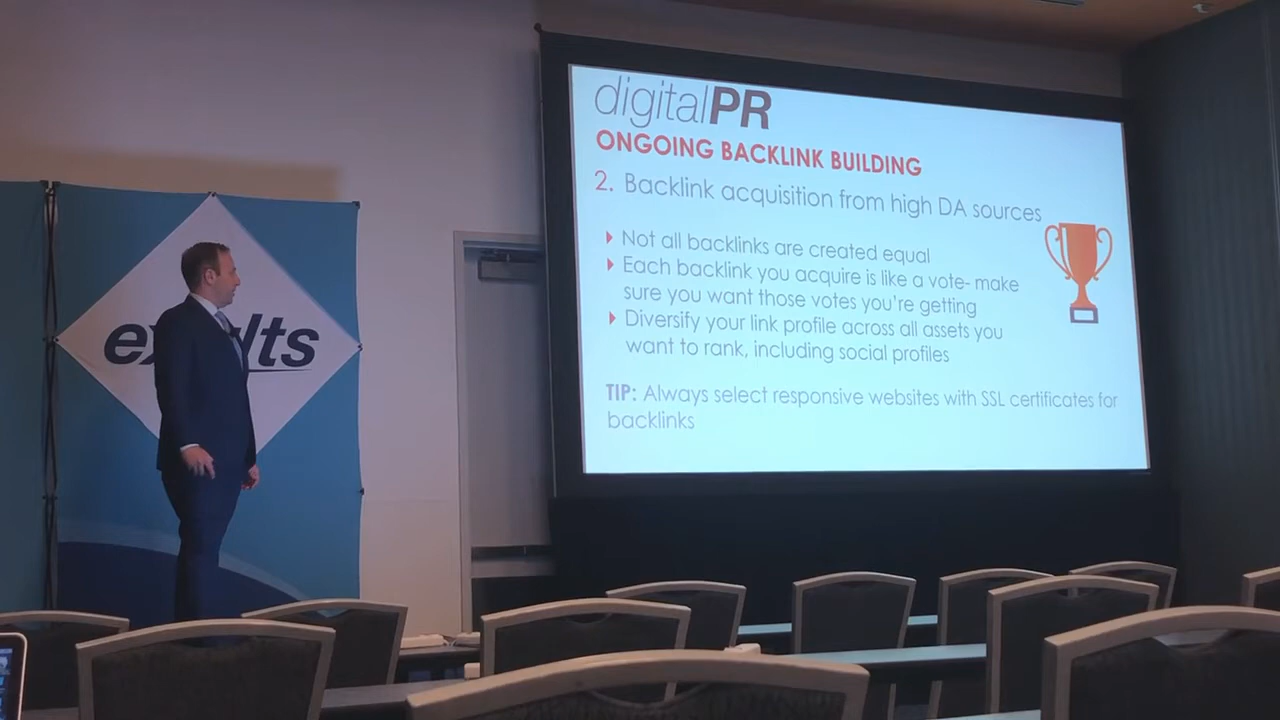 digitalPR
ONGOING BACKLINK BUILDING
2. Backlink acquisition from high DA sources
Not all backlinks are created equal
Each backlink you acquire is like a vote- make
sure you want those votes you're getting
Diversify your link profile across all assets you
want to rank, including social profiles
TIP: Always select responsive websites with SSL certificates for
backlinks